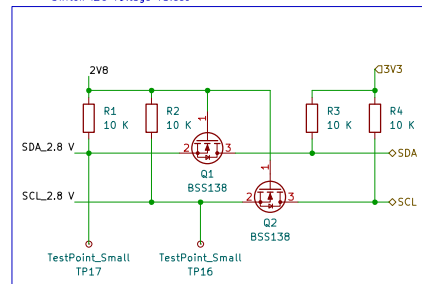 2V8
3V3
R1
10 K
R2
10 K
1
R3
10 K
R4
10 K
SDA_2.8 V
2
3
SDA
Q1
BSS138
1
SCL_2.8 V
2
3
SCL
Q2
BSS138
TestPoint_Small
TP17
TestPoint_Small
TP16